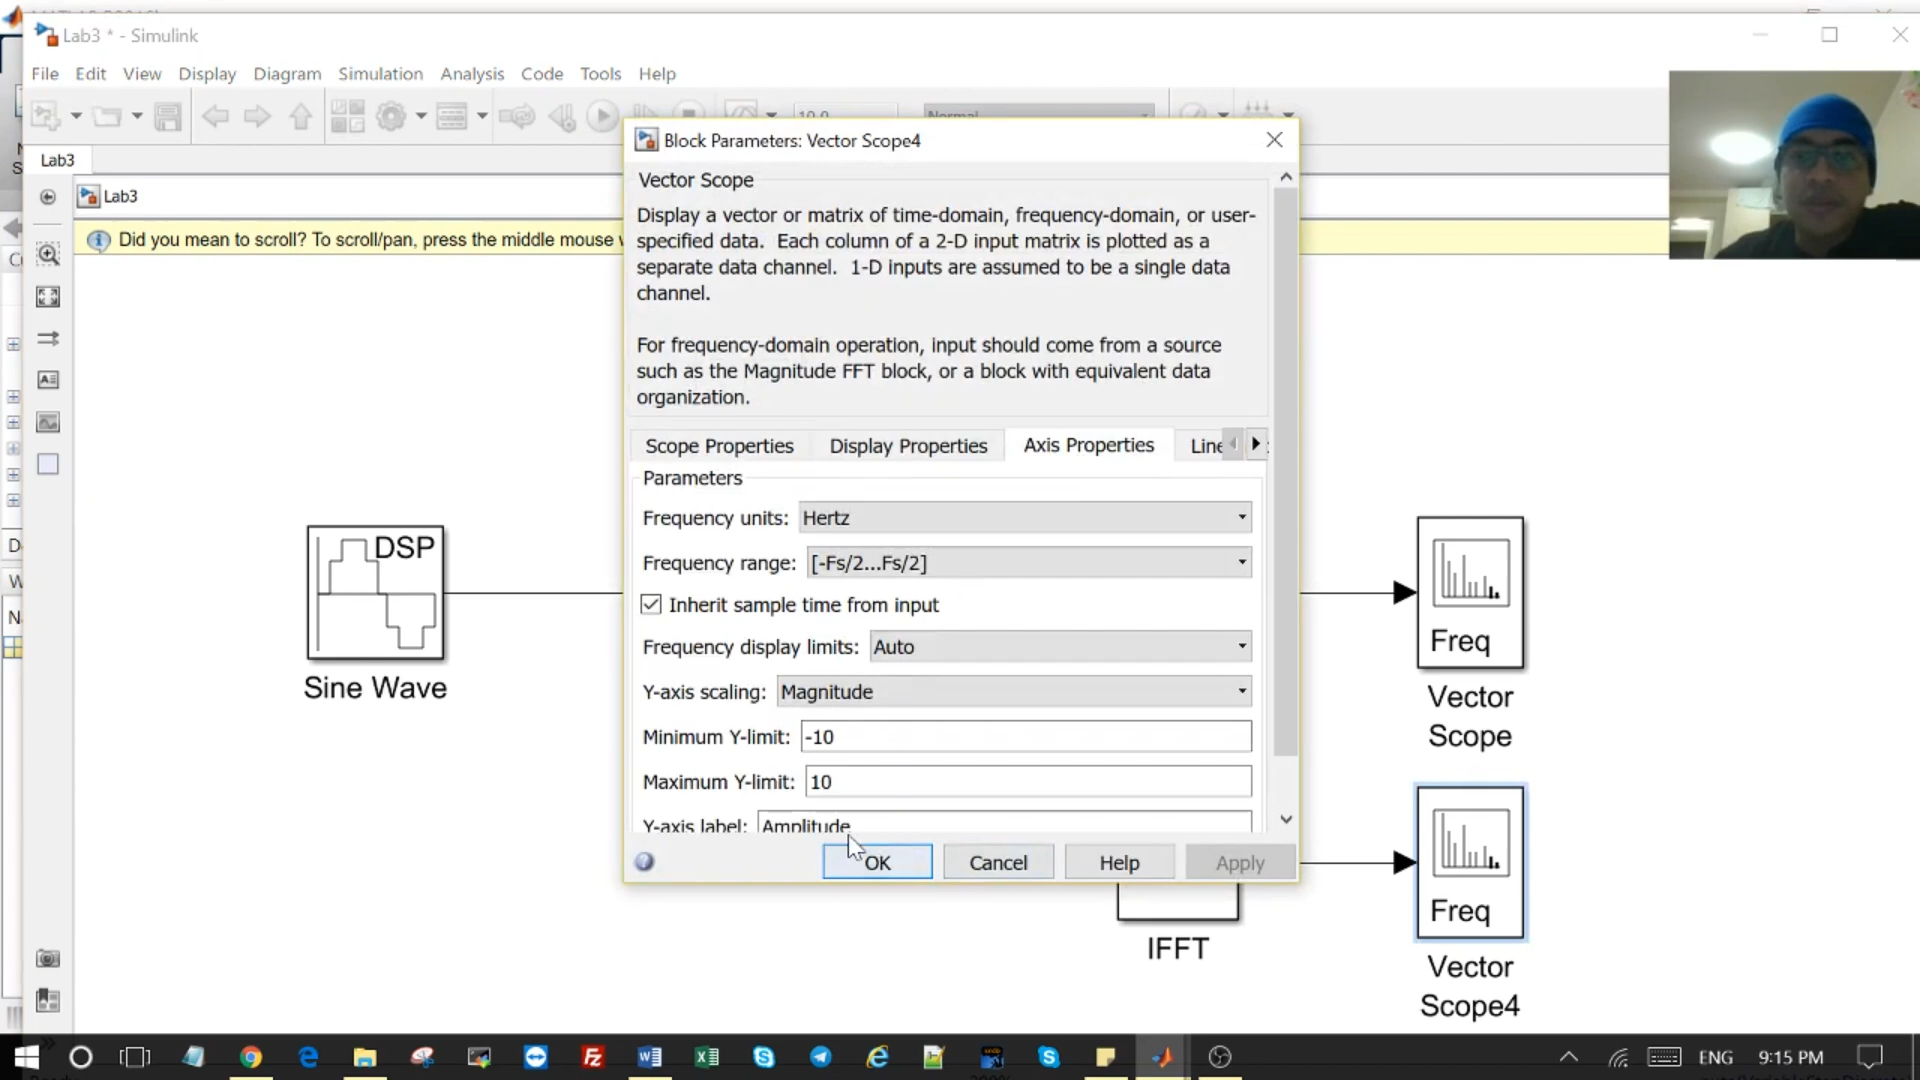 Lab3 * - Simulink
File Edit View Display Diagram Simulation Analysis Code Tools Help
Block Parameters: Vector Scope4
Lab3
Lab3
Did you mean to scroll? To scroll/pan, press the middle mouse
Vector Scope
Display a vector or matrix of time-domain, frequency-domain, or user-
specified data. Each column of a 2-D input matrix is plotted as a
separate data channel. 1-D inputs are assumed to be a single data
channel.
For frequency-domain operation, input should come from a source
such as the Magnitude FFT block, or a block with equivalent data
organization.
Scope Properties Display Properties Axis Properties Line
Parameters
Frequency units: Hertz
Frequency range: [-Fs/2...Fs/2]
Inherit sample time from input
Frequency display limits: Auto
Y-axis scaling: Magnitude
Minimum Y-limit: -10
Maximum Y-limit: 10
Y-axis label: Amplitude
OK Cancel Help Apply
DSP
Sine Wave
Freq
Vector
Scope
Freq
Vector
Scope4
IFFT
ENG 9:15 PM